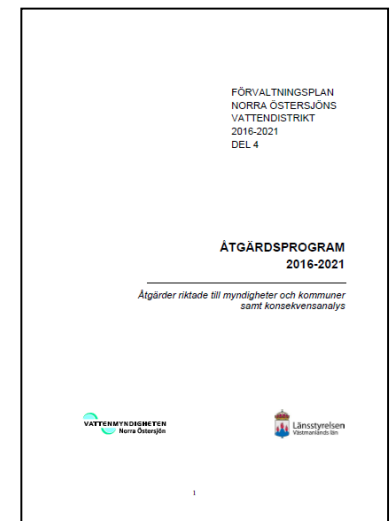 FÖRVALTNINGSPLAN
NORRA ÖSTERSJÖNS
VATTENDISTRIKT
2016-2021
DEL 4
ÅTGÄRDSPROGRAM
2016-2021
Åtgärder riktade till myndigheter och kommuner
samt konsekvensanalys
VATTENMYNDIGHETEN
Norra Östersjön
Länsstyrelsen
Västmanlands län
1